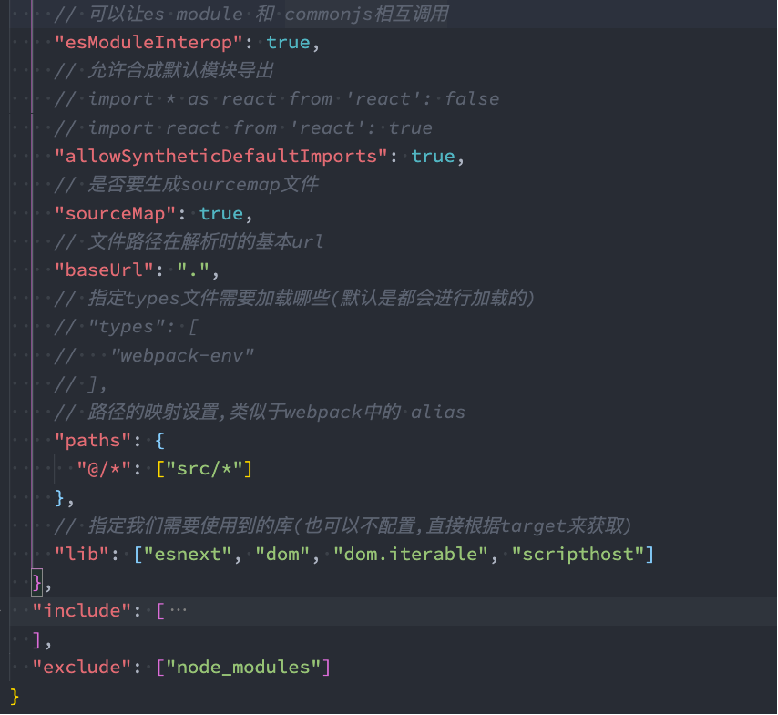 // 可以让es module 和 commonjs相互调用
"esModuleInterop": true,
// 允许合成默认模块导出
// import * as react from 'react': false
// import react from 'react': true
"allowSyntheticDefaultImports": true,
// 是否要生成sourcemap文件
"sourceMap": true,
// 文件路径在解析时的基本url
"baseUrl": ".",
// 指定types文件需要加载哪些(默认是都会进行加载的)
// "types": [
//   "webpack-env"
// ],
// 路径的映射设置,类似于webpack中的 alias
"paths": {
"@/*": ["src/*"]
},
// 指定我们需要使用到的库(也可以不配置,直接根据target来获取)
"lib": ["esnext", "dom", "dom.iterable", "scripthost"]
},
"include": [···
],
"exclude": ["node_modules"]
}